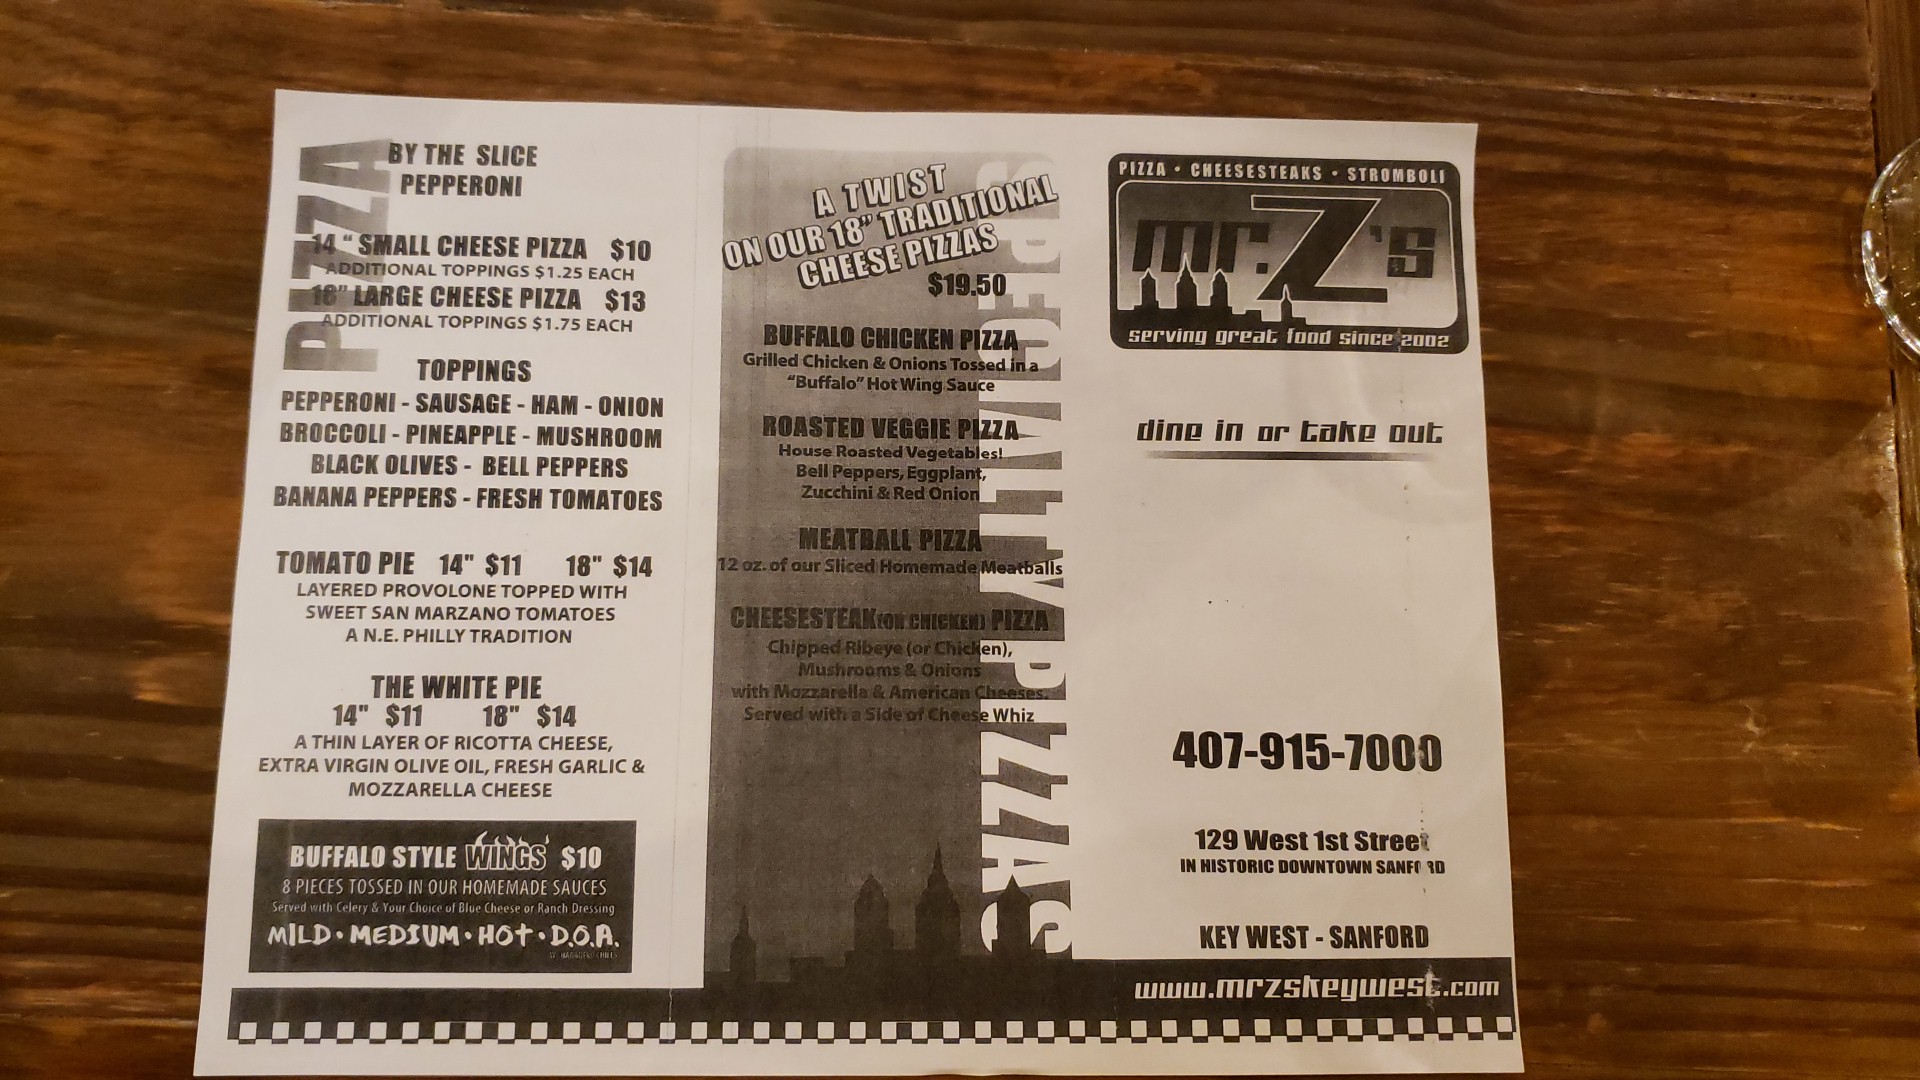 PIZZA
BY THE SLICE
PEPPERONI
14 " SMALL CHEESE PIZZA $10
ADDITIONAL TOPPINGS $1.25 EACH
18" LARGE CHEESE PIZZA $13
ADDITIONAL TOPPINGS $1.75 EACH
TOPPINGS
PEPPERONI - SAUSAGE - HAM - ONION
BROCCOLI - PINEAPPLE - MUSHROOM
BLACK OLIVES - BELL PEPPERS
BANANA PEPPERS - FRESH TOMATOES
TOMATO PIE 14" $11 18" $14
LAYERED PROVOLONE TOPPED WITH
SWEET SAN MARZANO TOMATOES
A N.E. PHILLY TRADITION
THE WHITE PIE
14" $11 18" $14
A THIN LAYER OF RICOTTA CHEESE,
EXTRA VIRGIN OLIVE OIL, FRESH GARLIC &
MOZZARELLA CHEESE
BUFFALO STYLE WINGS $10
8 PIECES TOSSED IN OUR HOMEMADE SAUCES
Served with Celery & Your Choice of Blue Cheese or Ranch Dressing
MILD • MEDIUM • HOT • D.O.A.
SPECIALTY PIZZAS
A TWIST
ON OUR 18" TRADITIONAL
CHEESE PIZZAS
$19.50
BUFFALO CHICKEN PIZZA
Grilled Chicken & Onions Tossed in a
"Buffalo" Hot Wing Sauce
ROASTED VEGGIE PIZZA
House Roasted Vegetables!
Bell Peppers, Eggplant,
Zucchini & Red Onion
MEATBALL PIZZA
12 oz. of our Sliced Homemade Meatballs
CHEESESTEAK (OR CHICKEN) PIZZA
Chipped Ribeye (or Chicken),
Mushrooms & Onions
with Mozzarella & American Cheeses.
Served with a Side of Cheese Whiz
PIZZA • CHEESESTEAKS • STROMBOLI
mr.Z's
serving great food since 2002
dine in or take out
407-915-7000
129 West 1st Street
IN HISTORIC DOWNTOWN SANFORD
KEY WEST - SANFORD
www.mrzskeywest.com